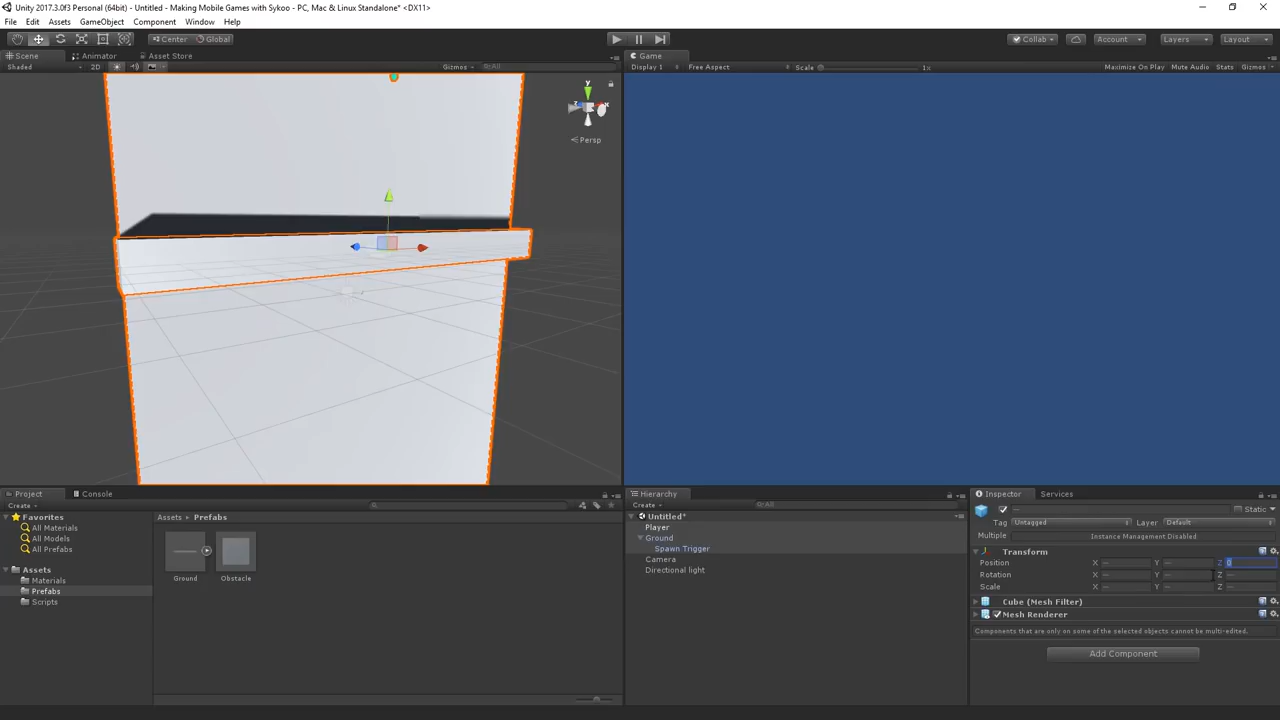 Unity 2017.3.0f3 Personal (64bit) - Untitled - Making Mobile Games with Sykoo - PC, Mac & Linux Standalone* <DX11>
File Edit Assets GameObject Component Window Help
Center Global Collab Account Layers Layout
Scene Animator Asset Store Game
Shaded 2D Gizmos All Display 1 Free Aspect Scale 1x Maximize On Play Mute Audio Stats Gizmos
y
x
z
Persp
Project Console Hierarchy Inspector Services
Create Create All
Favorites
All Materials
All Models
All Prefabs
Assets
Materials
Prefabs
Scripts
Assets Prefabs
Ground Obstacle
Untitled*
Player
Ground
Spawn Trigger
Camera
Directional light
— Static
Tag Untagged Layer Default
Multiple Instance Management Disabled
Transform
Position X — Y — Z 0
Rotation X — Y — Z —
Scale X — Y — Z —
Cube (Mesh Filter)
Mesh Renderer
Components that are only on some of the selected objects cannot be multi-edited.
Add Component